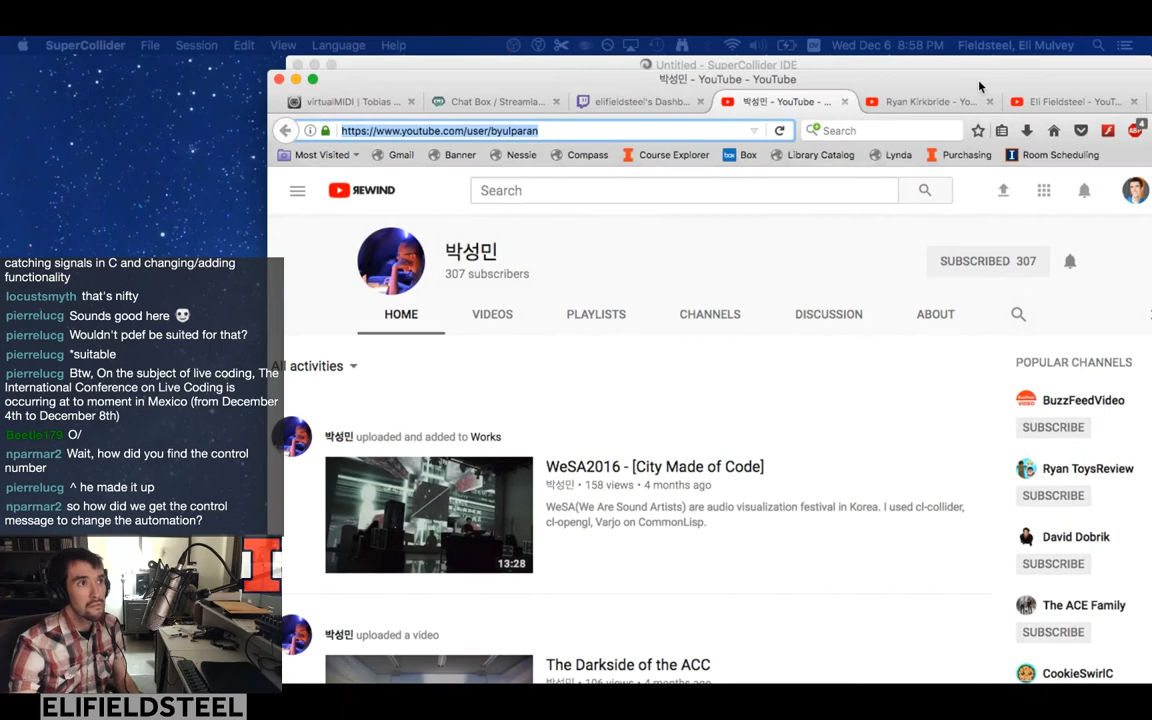 SuperCollider File Session Edit View Language Help Wed Dec 6 8:58 PM Fieldsteel, Eli Mulvey
Untitled - SuperCollider IDE
박성민 - YouTube - YouTube
virtualMIDI | Tobias ... Chat Box / Streamla... elifieldsteel's Dashb... 박성민 - YouTube - ... Ryan Kirkbride - Yo... Eli Fieldsteel - YouT...
https://www.youtube.com/user/byulparan Search 4
Most Visited Gmail Banner Nessie Compass Course Explorer Box Library Catalog Lynda Purchasing Room Scheduling
REWIND Search
박성민
307 subscribers
SUBSCRIBED 307
HOME VIDEOS PLAYLISTS CHANNELS DISCUSSION ABOUT
All activities
박성민 uploaded and added to Works
WeSA2016 - [City Made of Code]
박성민 • 158 views • 4 months ago
WeSA(We Are Sound Artists) are audio visualization festival in Korea. I used cl-collider,
cl-opengl, Varjo on CommonLisp.
13:28
박성민 uploaded a video
The Darkside of the ACC
박성민 • 106 views • 4 months ago
POPULAR CHANNELS
BuzzFeedVideo
SUBSCRIBE
Ryan ToysReview
SUBSCRIBE
David Dobrik
SUBSCRIBE
The ACE Family
SUBSCRIBE
CookieSwirlC
catching signals in C and changing/adding
functionality
locustsmyth that's nifty
pierrelucg Sounds good here
pierrelucg Wouldn't pdef be suited for that?
pierrelucg *suitable
pierrelucg Btw, On the subject of live coding, The
International Conference on Live Coding is
occurring at to moment in Mexico (from December
4th to December 8th)
Beetle179 O/
nparmar2 Wait, how did you find the control
number
pierrelucg ^ he made it up
nparmar2 so how did we get the control
message to change the automation?
ELIFIELDSTEEL